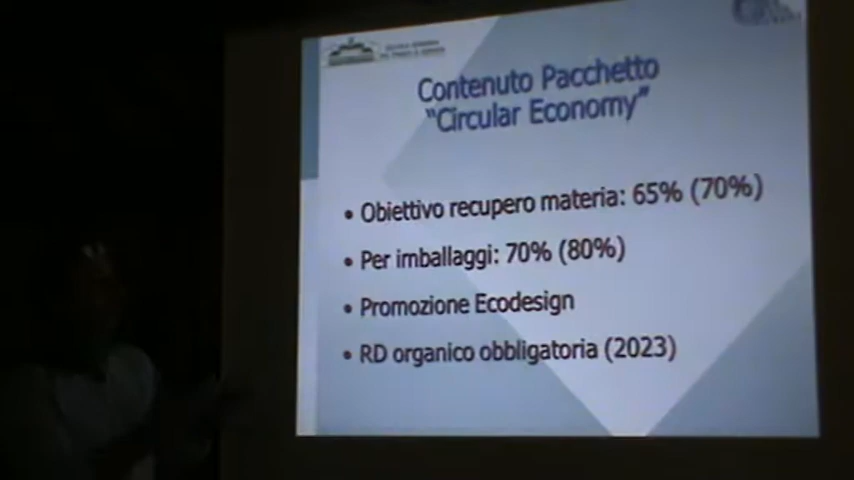 Contenuto Pacchetto
"Circular Economy"
• Obiettivo recupero materia: 65% (70%)
• Per imballaggi: 70% (80%)
• Promozione Ecodesign
• RD organico obbligatoria (2023)